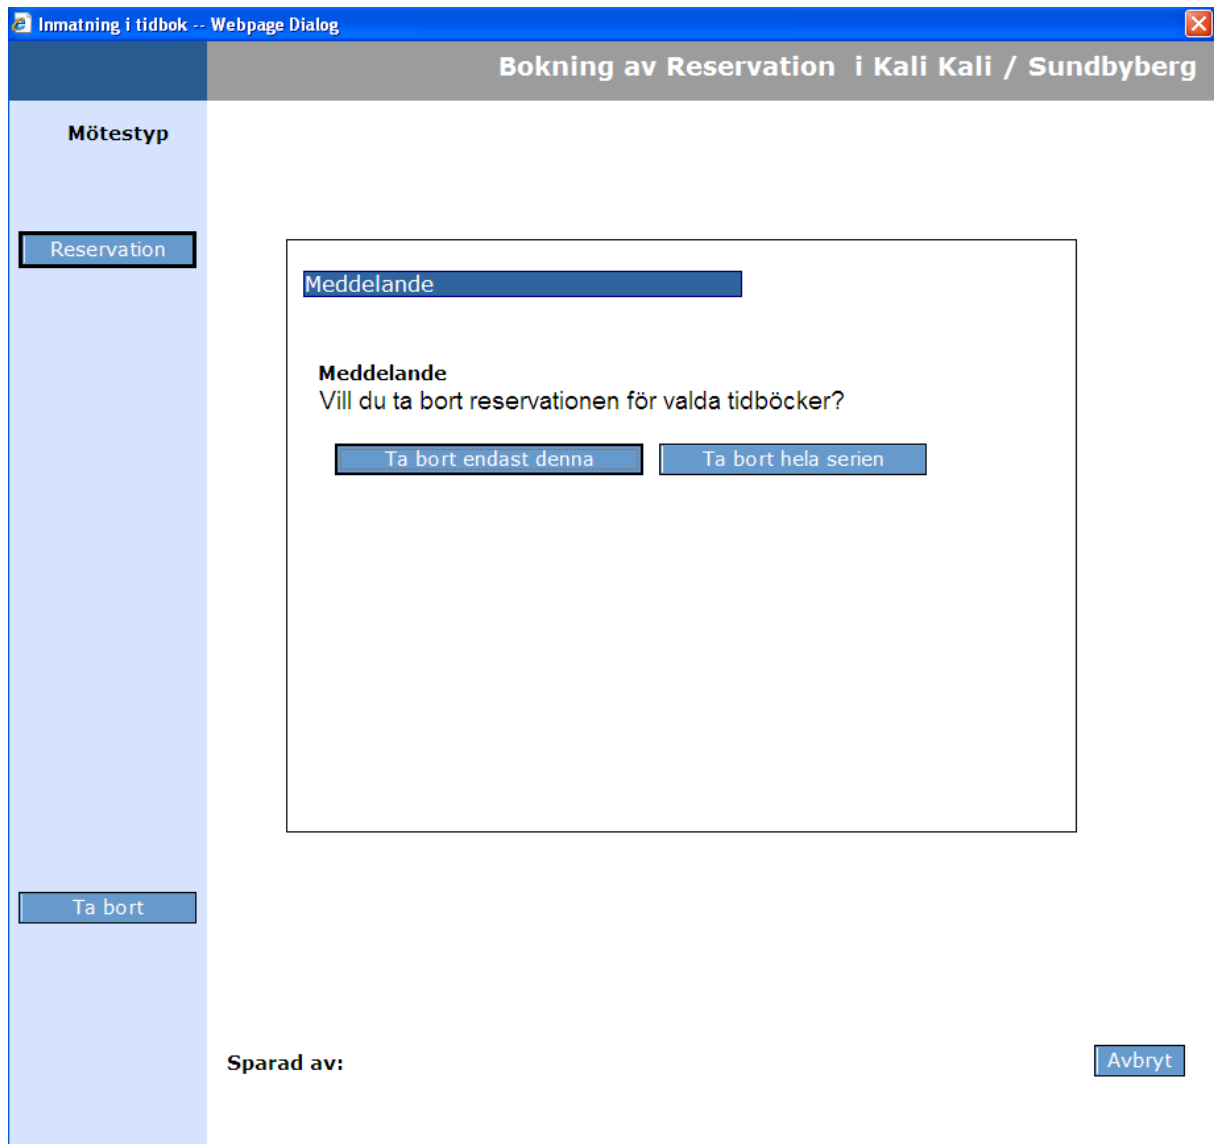 Inmatning i tidbok -- Webpage Dialog
Bokning av Reservation i Kali Kali / Sundbyberg
Mötestyp
Reservation
Meddelande
Meddelande
Vill du ta bort reservationen för valda tidböcker?
Ta bort endast denna
Ta bort hela serien
Ta bort
Sparad av:
Avbryt